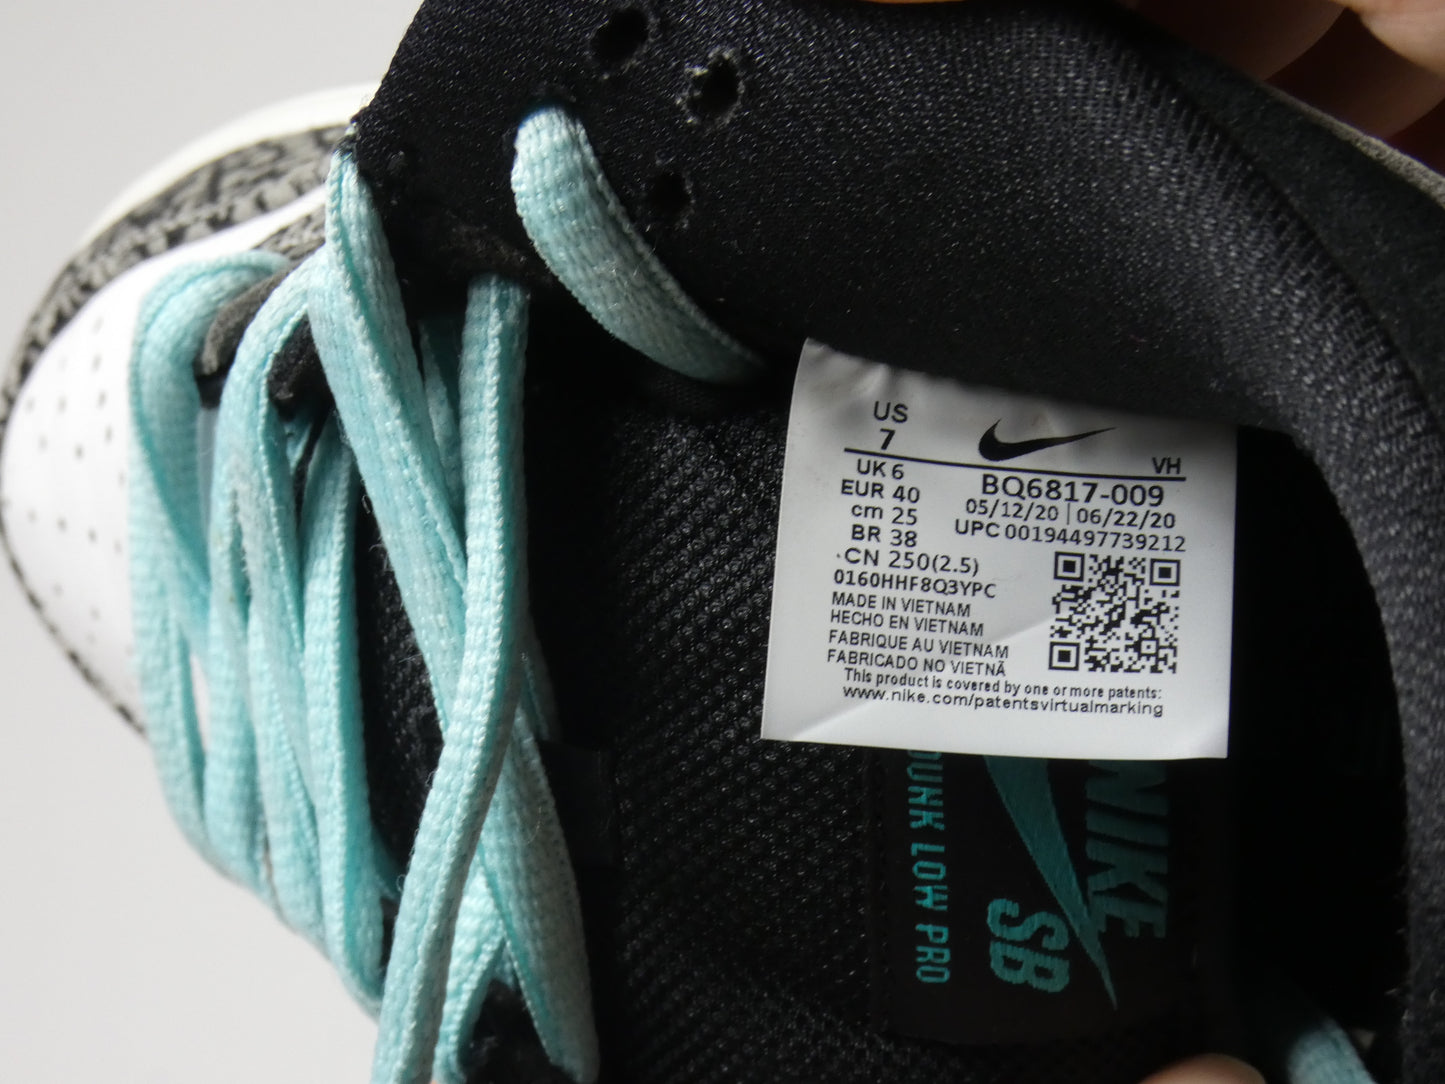 US
7
VH
UK 6
EUR 40
cm 25
BR 38
CN 250(2.5)
BQ6817-009
05/12/20 | 06/22/20
UPC 00194497739212
0160HHF8Q3YPC
MADE IN VIETNAM
HECHO EN VIETNAM
FABRIQUE AU VIETNAM
FABRICADO NO VIETNÃ
This product is covered by one or more patents:
www.nike.com/patentsvirtualmarking
NIKE
SB
DUNK LOW PRO